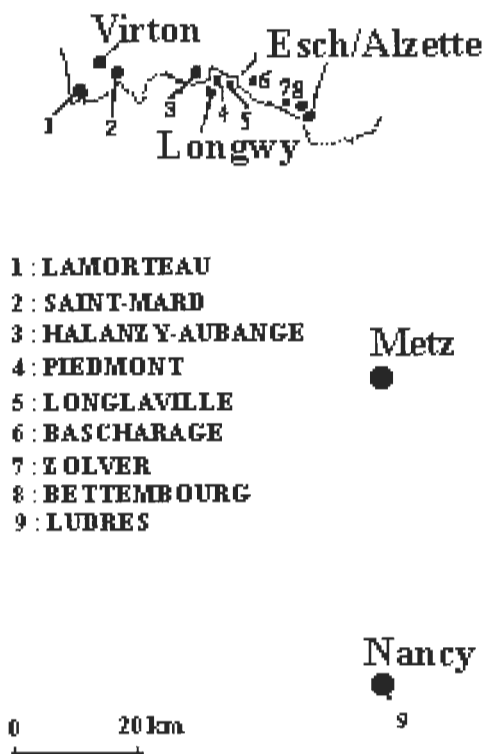 Virton
Esch/Alzette
1
2
3
4
5
6
7
8
Longwy
1 : LAMORTEAU
2 : SAINT-MARD
3 : HALANZY-AUBANGE
4 : PIEDMONT
5 : LONGLAVILLE
6 : BASCHARAGE
7 : ZOLVER
8 : BETTEMBOURG
9 : LUDRES
Metz
Nancy
9
0 20 km